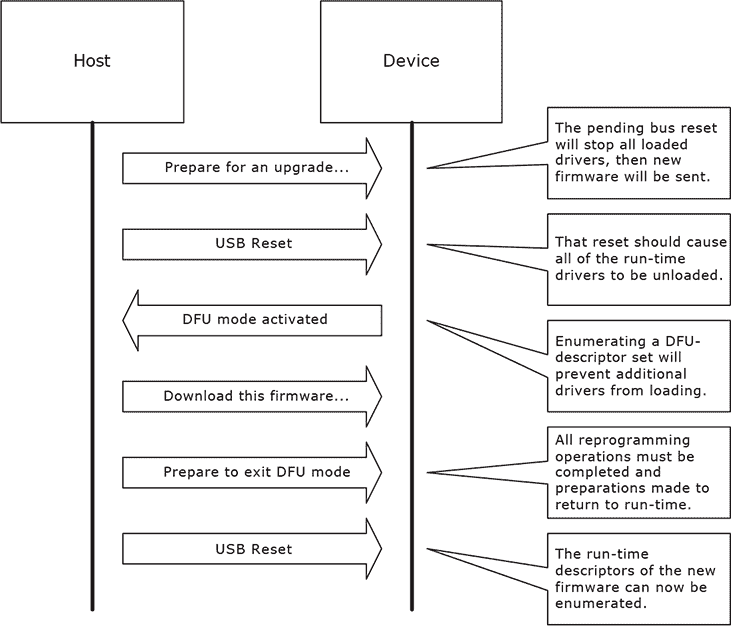 Host
Device
Prepare for an upgrade...
The pending bus reset
will stop all loaded
drivers, then new
firmware will be sent.
USB Reset
That reset should cause
all of the run-time
drivers to be unloaded.
DFU mode activated
Enumerating a DFU-
descriptor set will
prevent additional
drivers from loading.
Download this firmware...
Prepare to exit DFU mode
All reprogramming
operations must be
completed and
preparations made to
return to run-time.
USB Reset
The run-time
descriptors of the new
firmware can now be
enumerated.